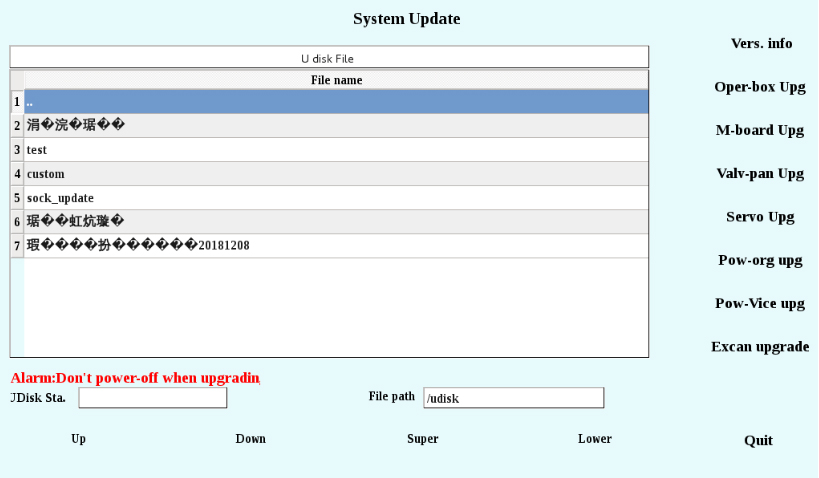 System Update
Vers. info
U disk File
File name
Oper-box Upg
1 ..
2 涓�浣�琚��
M-board Upg
3 test
4 custom
Valv-pan Upg
5 sock_update
6 琚��虹炕璇�
Servo Upg
7 瑕����扮������20181208
Pow-org upg
Pow-Vice upg
Excan upgrade
Alarm:Don't power-off when upgradin
JDisk Sta.
File path /udisk
Up Down Super Lower Quit